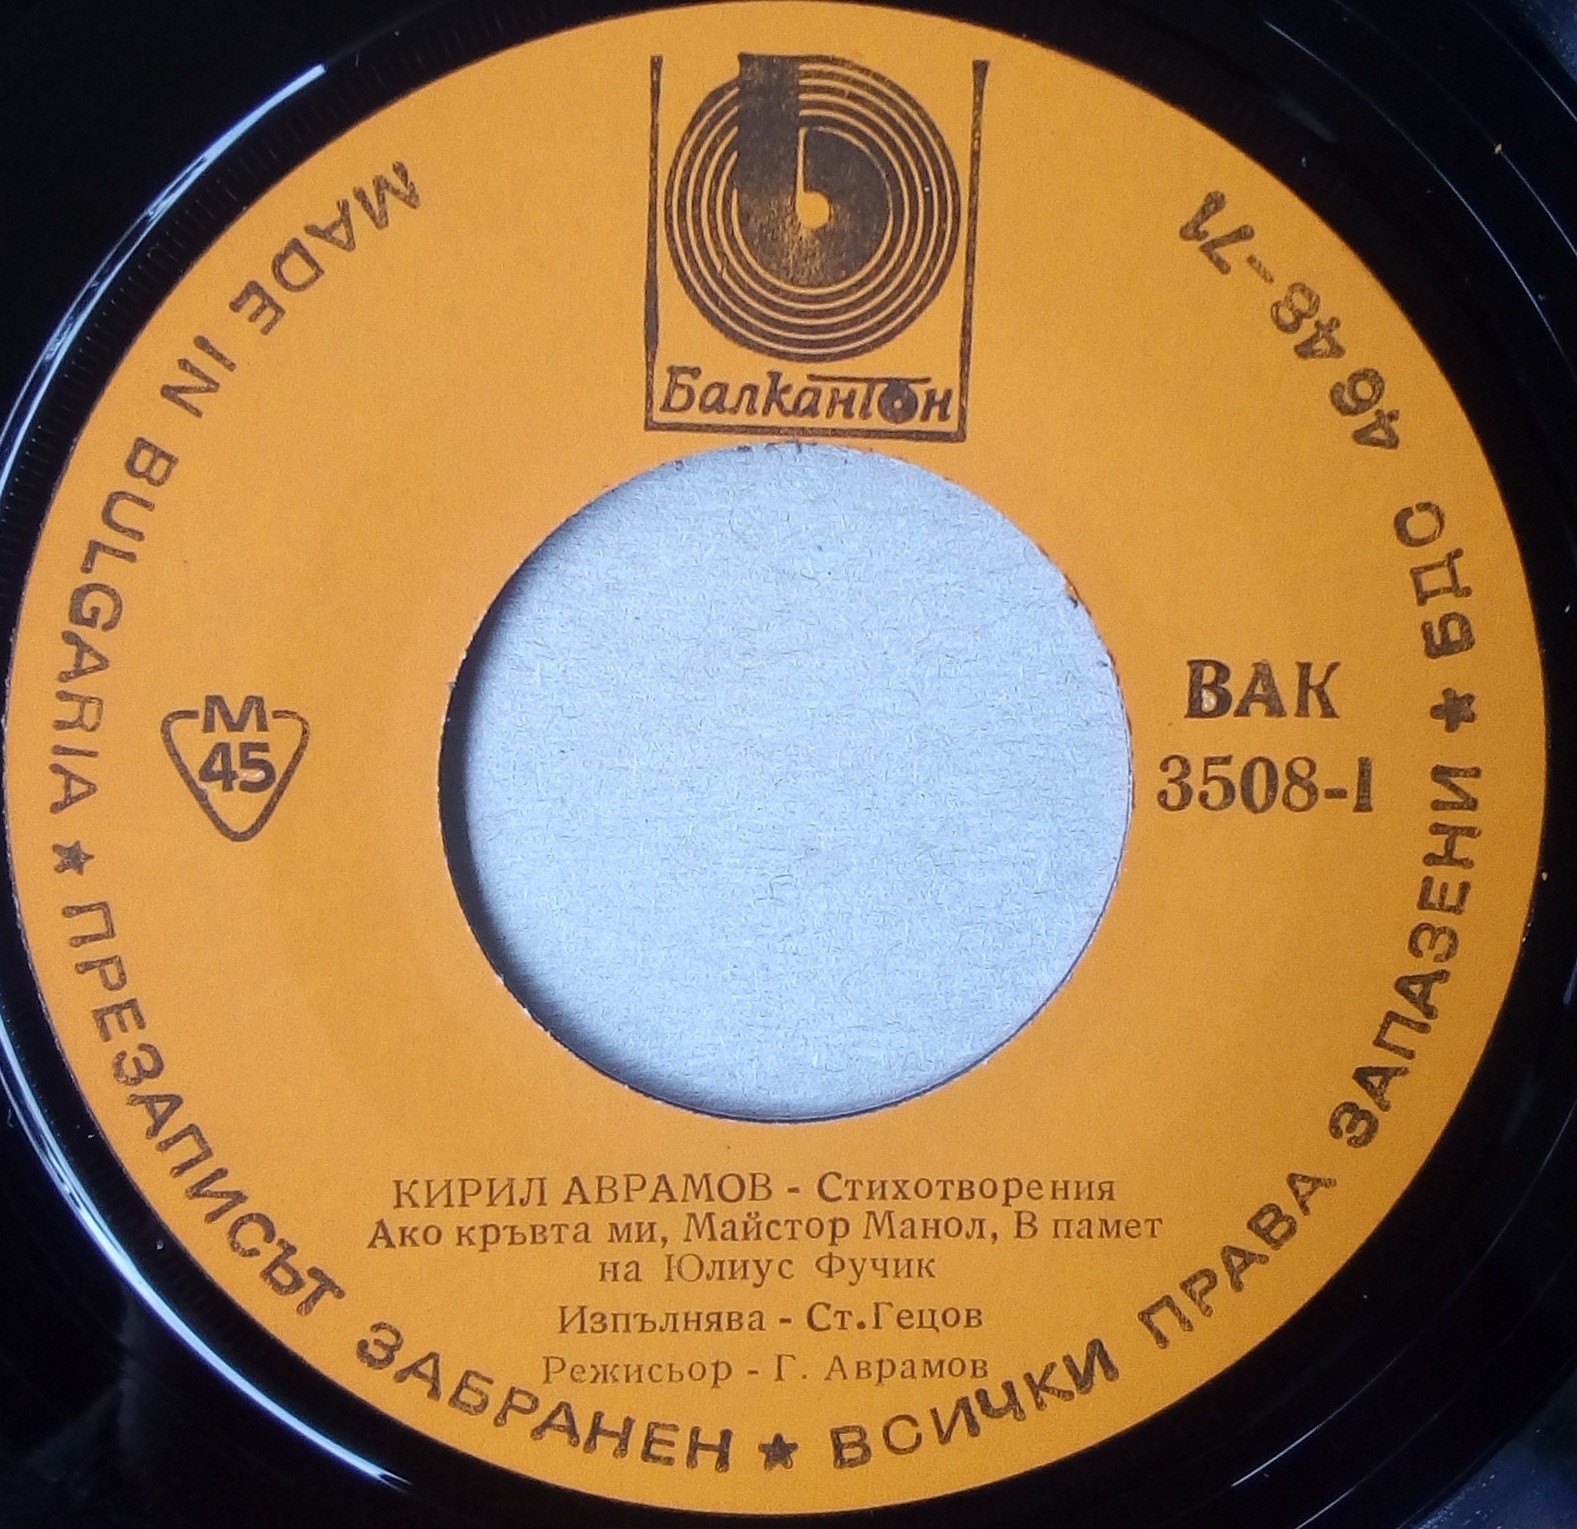 Балкантон
MADE IN BULGARIA ★ ПРЕЗАПИСЪТ ЗАБРАНЕН ★ ВСИЧКИ ПРАВА ЗАПАЗЕНИ ★ БДС 4648-71
М
45
ВАК
3508-I
КИРИЛ АВРАМОВ - Стихотворения
Ако кръвта ми, Майстор Манол, В памет
на Юлиус Фучик
Изпълнява - Ст.Гецов
Режисьор - Г. Аврамов